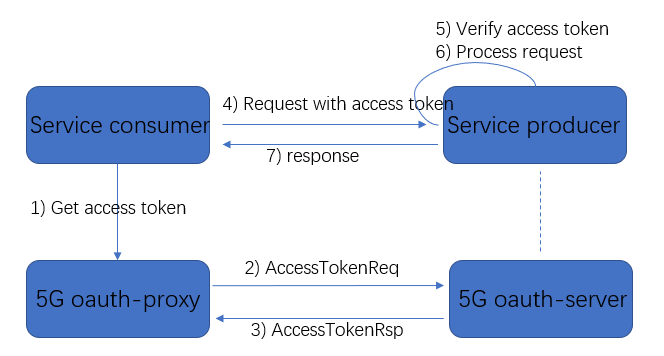 5) Verify access token
6) Process request
4) Request with access token
Service consumer
Service producer
7) response
1) Get access token
2) AccessTokenReq
5G oauth-proxy
5G oauth-server
3) AccessTokenRsp